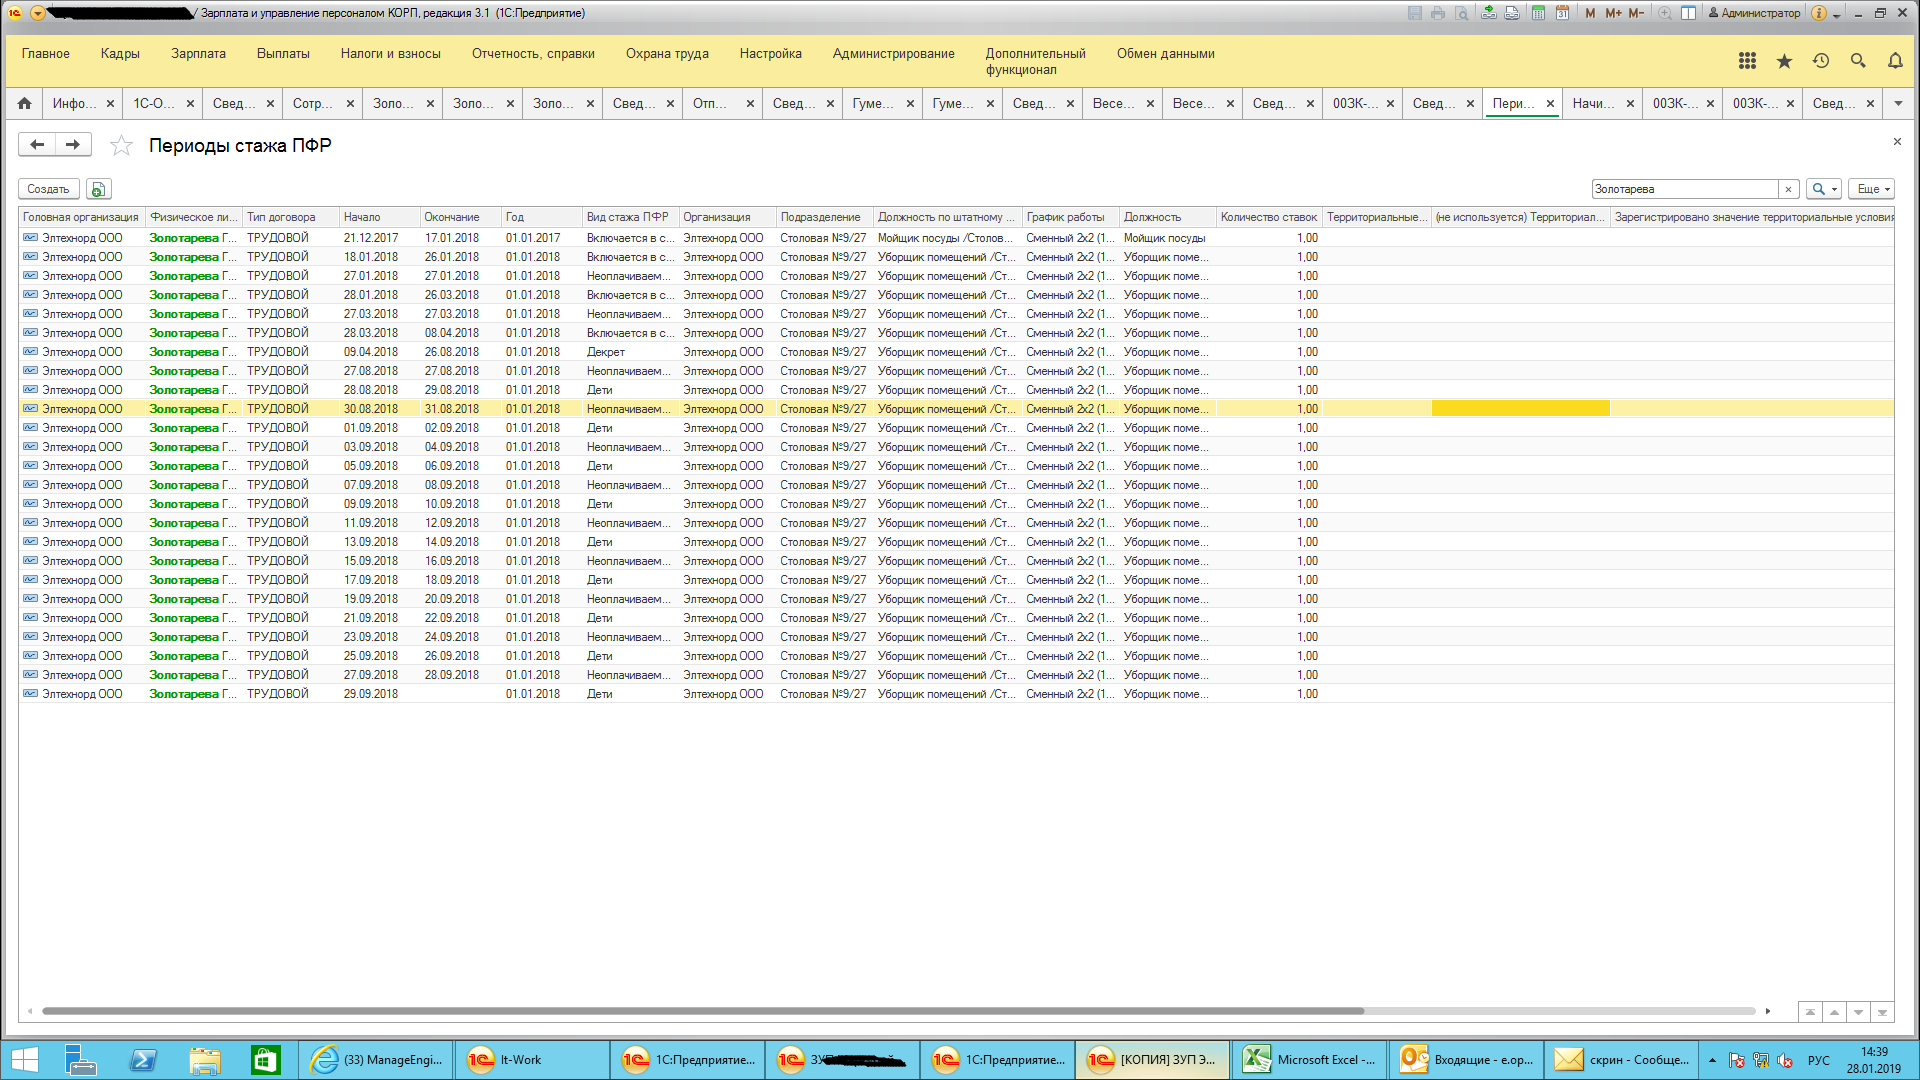 / Зарплата и управление персоналом КОРП, редакция 3.1 (1С:Предприятие) M M+ M- Администратор
Главное Кадры Зарплата Выплаты Налоги и взносы Отчетность, справки Охрана труда Настройка Администрирование Дополнительный функционал Обмен данными
Инфо... 1С-О... Свед... Сотр... Золо... Золо... Золо... Свед... Отп... Свед... Гуме... Гуме... Свед... Весе... Весе... Свед... 00ЗК-... Свед... Пери... Начи... 00ЗК-... 00ЗК-... Свед...
Периоды стажа ПФР
Создать Золотарева Еще
Головная организация Физическое ли... Тип договора Начало Окончание Год Вид стажа ПФР Организация Подразделение Должность по штатному ... График работы Должность Количество ставок Территориальные... (не используется) Территориал... Зарегистрировано значение территориальные условия
Элтехнорд ООО Золотарева Г... ТРУДОВОЙ 21.12.2017 17.01.2018 01.01.2017 Включается в с... Элтехнорд ООО Столовая №9/27 Мойщик посуды /Столов... Сменный 2х2 (1... Мойщик посуды 1,00
Элтехнорд ООО Золотарева Г... ТРУДОВОЙ 18.01.2018 26.01.2018 01.01.2018 Включается в с... Элтехнорд ООО Столовая №9/27 Уборщик помещений /Ст... Сменный 2х2 (1... Уборщик поме... 1,00
Элтехнорд ООО Золотарева Г... ТРУДОВОЙ 27.01.2018 27.01.2018 01.01.2018 Неоплачиваем... Элтехнорд ООО Столовая №9/27 Уборщик помещений /Ст... Сменный 2х2 (1... Уборщик поме... 1,00
Элтехнорд ООО Золотарева Г... ТРУДОВОЙ 28.01.2018 26.03.2018 01.01.2018 Включается в с... Элтехнорд ООО Столовая №9/27 Уборщик помещений /Ст... Сменный 2х2 (1... Уборщик поме... 1,00
Элтехнорд ООО Золотарева Г... ТРУДОВОЙ 27.03.2018 27.03.2018 01.01.2018 Неоплачиваем... Элтехнорд ООО Столовая №9/27 Уборщик помещений /Ст... Сменный 2х2 (1... Уборщик поме... 1,00
Элтехнорд ООО Золотарева Г... ТРУДОВОЙ 28.03.2018 08.04.2018 01.01.2018 Включается в с... Элтехнорд ООО Столовая №9/27 Уборщик помещений /Ст... Сменный 2х2 (1... Уборщик поме... 1,00
Элтехнорд ООО Золотарева Г... ТРУДОВОЙ 09.04.2018 26.08.2018 01.01.2018 Декрет Элтехнорд ООО Столовая №9/27 Уборщик помещений /Ст... Сменный 2х2 (1... Уборщик поме... 1,00
Элтехнорд ООО Золотарева Г... ТРУДОВОЙ 27.08.2018 27.08.2018 01.01.2018 Неоплачиваем... Элтехнорд ООО Столовая №9/27 Уборщик помещений /Ст... Сменный 2х2 (1... Уборщик поме... 1,00
Элтехнорд ООО Золотарева Г... ТРУДОВОЙ 28.08.2018 29.08.2018 01.01.2018 Дети Элтехнорд ООО Столовая №9/27 Уборщик помещений /Ст... Сменный 2х2 (1... Уборщик поме... 1,00
Элтехнорд ООО Золотарева Г... ТРУДОВОЙ 30.08.2018 31.08.2018 01.01.2018 Неоплачиваем... Элтехнорд ООО Столовая №9/27 Уборщик помещений /Ст... Сменный 2х2 (1... Уборщик поме... 1,00
Элтехнорд ООО Золотарева Г... ТРУДОВОЙ 01.09.2018 02.09.2018 01.01.2018 Дети Элтехнорд ООО Столовая №9/27 Уборщик помещений /Ст... Сменный 2х2 (1... Уборщик поме... 1,00
Элтехнорд ООО Золотарева Г... ТРУДОВОЙ 03.09.2018 04.09.2018 01.01.2018 Неоплачиваем... Элтехнорд ООО Столовая №9/27 Уборщик помещений /Ст... Сменный 2х2 (1... Уборщик поме... 1,00
Элтехнорд ООО Золотарева Г... ТРУДОВОЙ 05.09.2018 06.09.2018 01.01.2018 Дети Элтехнорд ООО Столовая №9/27 Уборщик помещений /Ст... Сменный 2х2 (1... Уборщик поме... 1,00
Элтехнорд ООО Золотарева Г... ТРУДОВОЙ 07.09.2018 08.09.2018 01.01.2018 Неоплачиваем... Элтехнорд ООО Столовая №9/27 Уборщик помещений /Ст... Сменный 2х2 (1... Уборщик поме... 1,00
Элтехнорд ООО Золотарева Г... ТРУДОВОЙ 09.09.2018 10.09.2018 01.01.2018 Дети Элтехнорд ООО Столовая №9/27 Уборщик помещений /Ст... Сменный 2х2 (1... Уборщик поме... 1,00
Элтехнорд ООО Золотарева Г... ТРУДОВОЙ 11.09.2018 12.09.2018 01.01.2018 Неоплачиваем... Элтехнорд ООО Столовая №9/27 Уборщик помещений /Ст... Сменный 2х2 (1... Уборщик поме... 1,00
Элтехнорд ООО Золотарева Г... ТРУДОВОЙ 13.09.2018 14.09.2018 01.01.2018 Дети Элтехнорд ООО Столовая №9/27 Уборщик помещений /Ст... Сменный 2х2 (1... Уборщик поме... 1,00
Элтехнорд ООО Золотарева Г... ТРУДОВОЙ 15.09.2018 16.09.2018 01.01.2018 Неоплачиваем... Элтехнорд ООО Столовая №9/27 Уборщик помещений /Ст... Сменный 2х2 (1... Уборщик поме... 1,00
Элтехнорд ООО Золотарева Г... ТРУДОВОЙ 17.09.2018 18.09.2018 01.01.2018 Дети Элтехнорд ООО Столовая №9/27 Уборщик помещений /Ст... Сменный 2х2 (1... Уборщик поме... 1,00
Элтехнорд ООО Золотарева Г... ТРУДОВОЙ 19.09.2018 20.09.2018 01.01.2018 Неоплачиваем... Элтехнорд ООО Столовая №9/27 Уборщик помещений /Ст... Сменный 2х2 (1... Уборщик поме... 1,00
Элтехнорд ООО Золотарева Г... ТРУДОВОЙ 21.09.2018 22.09.2018 01.01.2018 Дети Элтехнорд ООО Столовая №9/27 Уборщик помещений /Ст... Сменный 2х2 (1... Уборщик поме... 1,00
Элтехнорд ООО Золотарева Г... ТРУДОВОЙ 23.09.2018 24.09.2018 01.01.2018 Неоплачиваем... Элтехнорд ООО Столовая №9/27 Уборщик помещений /Ст... Сменный 2х2 (1... Уборщик поме... 1,00
Элтехнорд ООО Золотарева Г... ТРУДОВОЙ 25.09.2018 26.09.2018 01.01.2018 Дети Элтехнорд ООО Столовая №9/27 Уборщик помещений /Ст... Сменный 2х2 (1... Уборщик поме... 1,00
Элтехнорд ООО Золотарева Г... ТРУДОВОЙ 27.09.2018 28.09.2018 01.01.2018 Неоплачиваем... Элтехнорд ООО Столовая №9/27 Уборщик помещений /Ст... Сменный 2х2 (1... Уборщик поме... 1,00
Элтехнорд ООО Золотарева Г... ТРУДОВОЙ 29.09.2018 01.01.2018 Дети Элтехнорд ООО Столовая №9/27 Уборщик помещений /Ст... Сменный 2х2 (1... Уборщик поме... 1,00
(33) ManageEngi... It-Work 1С:Предприятие... 1С:Предприятие... [КОПИЯ] ЗУП Э... Microsoft Excel -... Входящие - e.op... скрин - Сообще... РУС 14:39
28.01.2019